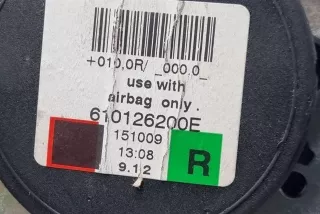 +010.0R/ _000.0_
use with
airbag only.
610126200E
151009
13:08
9.12
R